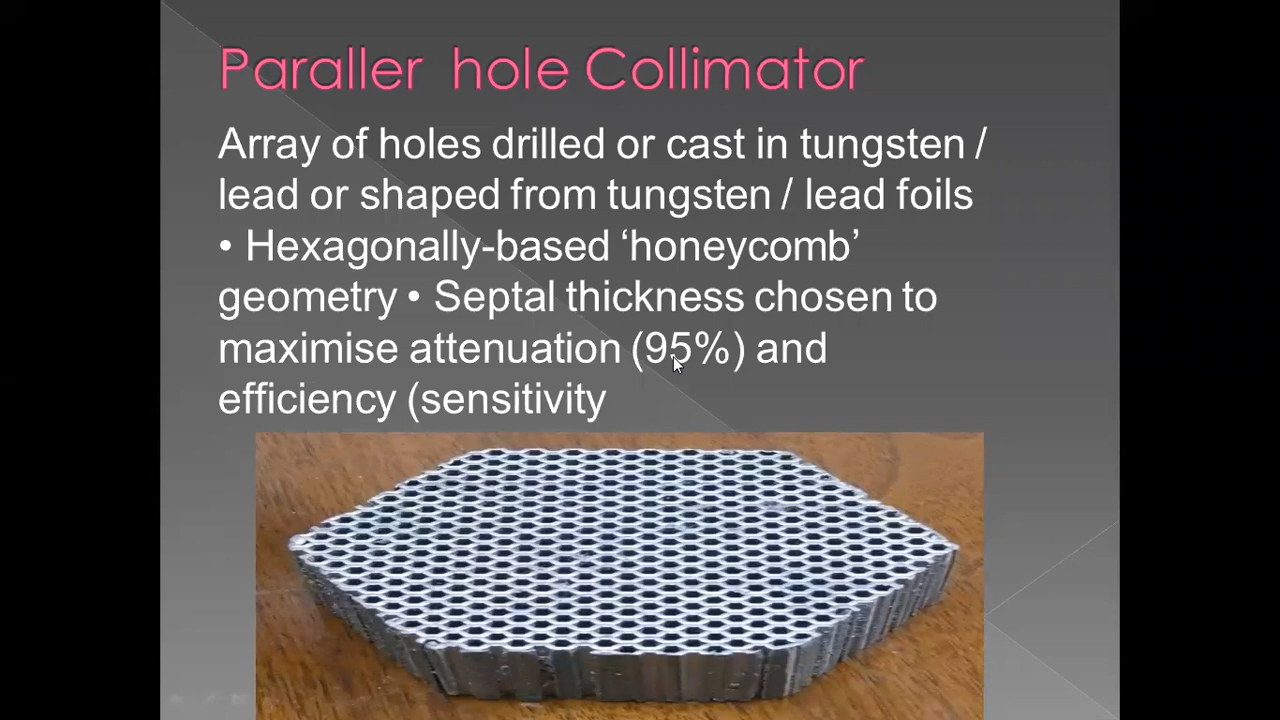 Paraller hole Collimator
Array of holes drilled or cast in tungsten /
lead or shaped from tungsten / lead foils
• Hexagonally-based ‘honeycomb’
geometry • Septal thickness chosen to
maximise attenuation (95%) and
efficiency (sensitivity